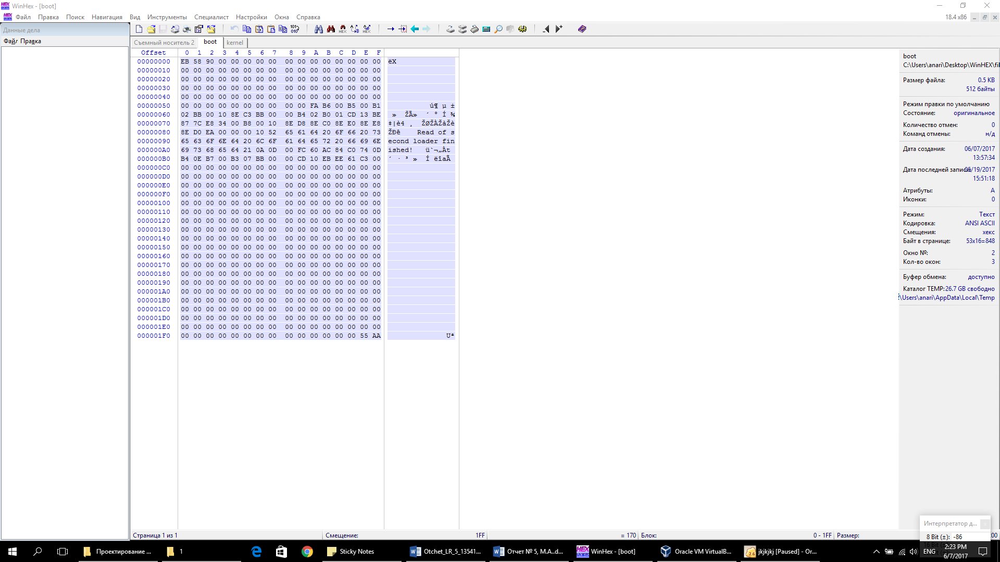 WinHex - [boot]
Файл Правка Поиск Навигация Вид Инструменты Специалист Настройки Окна Справка 18.4 x86
Данные дела
Файл Правка
Съемный носитель 2 boot kernel
Offset 0 1 2 3 4 5 6 7 8 9 A B C D E F
00000000 EB 58 90 00 00 00 00 00 00 00 00 00 00 00 00 00 ëX
00000010 00 00 00 00 00 00 00 00 00 00 00 00 00 00 00 00
00000020 00 00 00 00 00 00 00 00 00 00 00 00 00 00 00 00
00000030 00 00 00 00 00 00 00 00 00 00 00 00 00 00 00 00
00000040 00 00 00 00 00 00 00 00 00 00 00 00 00 00 00 00
00000050 00 00 00 00 00 00 00 00 00 00 FA B6 00 B5 00 B1 ú¶ µ ±
00000060 02 BB 00 10 8E C3 BB 00 00 B4 02 B0 01 CD 13 BE » ŽÃ» ´ ° Í ¾
00000070 87 7C E8 34 00 B8 00 10 8E D8 8E C0 8E E0 8E E8 ‡|è4 ¸ ŽØŽÀŽàŽè
00000080 8E D0 EA 00 00 00 10 52 65 61 64 20 6F 66 20 73 ŽÐê Read of s
00000090 65 63 6F 6E 64 20 6C 6F 61 64 65 72 20 66 69 6E econd loader fin
000000A0 69 73 68 65 64 21 0A 0D 00 FC 60 AC 84 C0 74 0D ished! ü`¬„Àt
000000B0 B4 0E B7 00 B3 07 BB 00 00 CD 10 EB EE 61 C3 00 ´ · ³ » Í ëîaÃ
000000C0 00 00 00 00 00 00 00 00 00 00 00 00 00 00 00 00
000000D0 00 00 00 00 00 00 00 00 00 00 00 00 00 00 00 00
000000E0 00 00 00 00 00 00 00 00 00 00 00 00 00 00 00 00
000000F0 00 00 00 00 00 00 00 00 00 00 00 00 00 00 00 00
00000100 00 00 00 00 00 00 00 00 00 00 00 00 00 00 00 00
00000110 00 00 00 00 00 00 00 00 00 00 00 00 00 00 00 00
00000120 00 00 00 00 00 00 00 00 00 00 00 00 00 00 00 00
00000130 00 00 00 00 00 00 00 00 00 00 00 00 00 00 00 00
00000140 00 00 00 00 00 00 00 00 00 00 00 00 00 00 00 00
00000150 00 00 00 00 00 00 00 00 00 00 00 00 00 00 00 00
00000160 00 00 00 00 00 00 00 00 00 00 00 00 00 00 00 00
00000170 00 00 00 00 00 00 00 00 00 00 00 00 00 00 00 00
00000180 00 00 00 00 00 00 00 00 00 00 00 00 00 00 00 00
00000190 00 00 00 00 00 00 00 00 00 00 00 00 00 00 00 00
000001A0 00 00 00 00 00 00 00 00 00 00 00 00 00 00 00 00
000001B0 00 00 00 00 00 00 00 00 00 00 00 00 00 00 00 00
000001C0 00 00 00 00 00 00 00 00 00 00 00 00 00 00 00 00
000001D0 00 00 00 00 00 00 00 00 00 00 00 00 00 00 00 00
000001E0 00 00 00 00 00 00 00 00 00 00 00 00 00 00 00 00
000001F0 00 00 00 00 00 00 00 00 00 00 00 00 00 00 55 AA Uª
boot
C:\Users\anari\Desktop\WinHEX\fil
Размер файла: 0.5 KB
512 байты
Режим правки по умолчанию
Состояние: оригинальное
Количество отмен: 0
Команд отмены: н/д
Дата создания: 06/07/2017
13:57:34
Дата последней записи: 05/19/2017
15:51:18
Атрибуты: A
Иконки: 0
Режим: Текст
Кодировка: ANSI ASCII
Смещения: хекс
Байт в странице: 53x16=848
Окно №: 2
Кол-во окон: 3
Буфер обмена: доступно
Каталог TEMP: 26.7 GB свободно
\Users\anari\AppData\Local\Temp
Интерпретатор д...
8 Bit (±): -86
Страница 1 из 1 Смещение: 1FF = 170 Блок: 0 - 1FF Размер: 200
Проектирование ... 1 Sticky Notes Otchet_LR_5_13541... Отчет № 5, М.А..d... WinHex - [boot] Oracle VM VirtualB... jkjkjkj [Paused] - Or... ENG 2:23 PM
6/7/2017